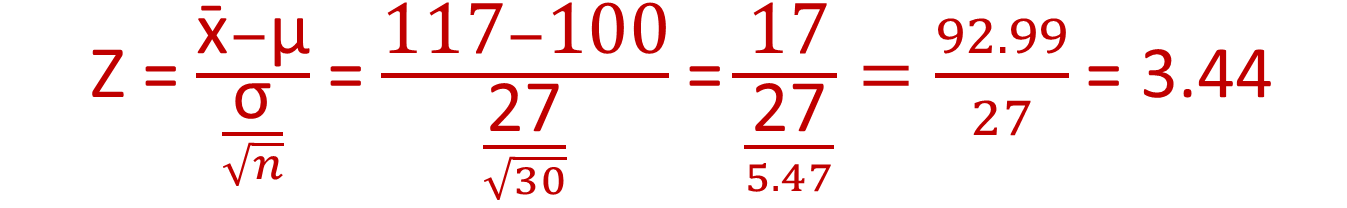 Z = x̄–μ / σ / √n = 117–100 / 27 / √30 = 17 / 27 / 5.47 = 92.99 / 27 = 3.44